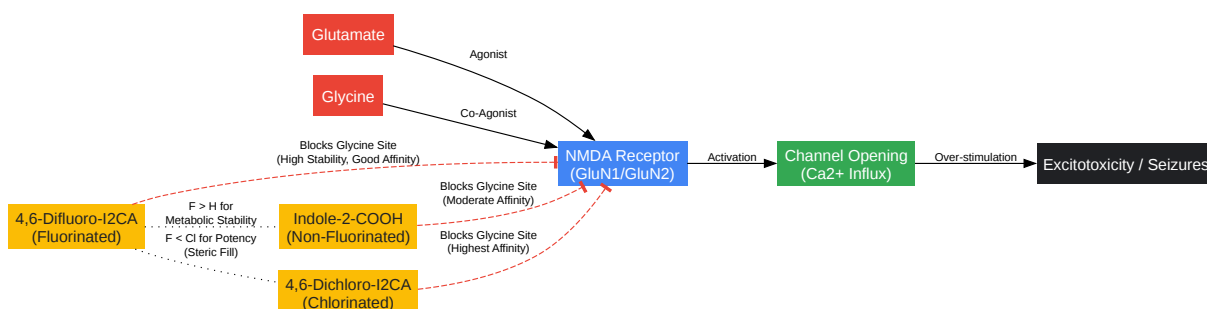 Glutamate
Agonist
Glycine
Co-Agonist
Blocks Glycine Site
(High Stability, Good Affinity)
NMDA Receptor
(GluN1/GluN2)
Activation
Channel Opening
(Ca2+ Influx)
Over-stimulation
Excitotoxicity / Seizures
4,6-Difluoro-I2CA
(Fluorinated)
F > H for
Metabolic Stability
F < Cl for Potency
(Steric Fill)
Indole-2-COOH
(Non-Fluorinated)
Blocks Glycine Site
(Moderate Affinity)
Blocks Glycine Site
(Highest Affinity)
4,6-Dichloro-I2CA
(Chlorinated)